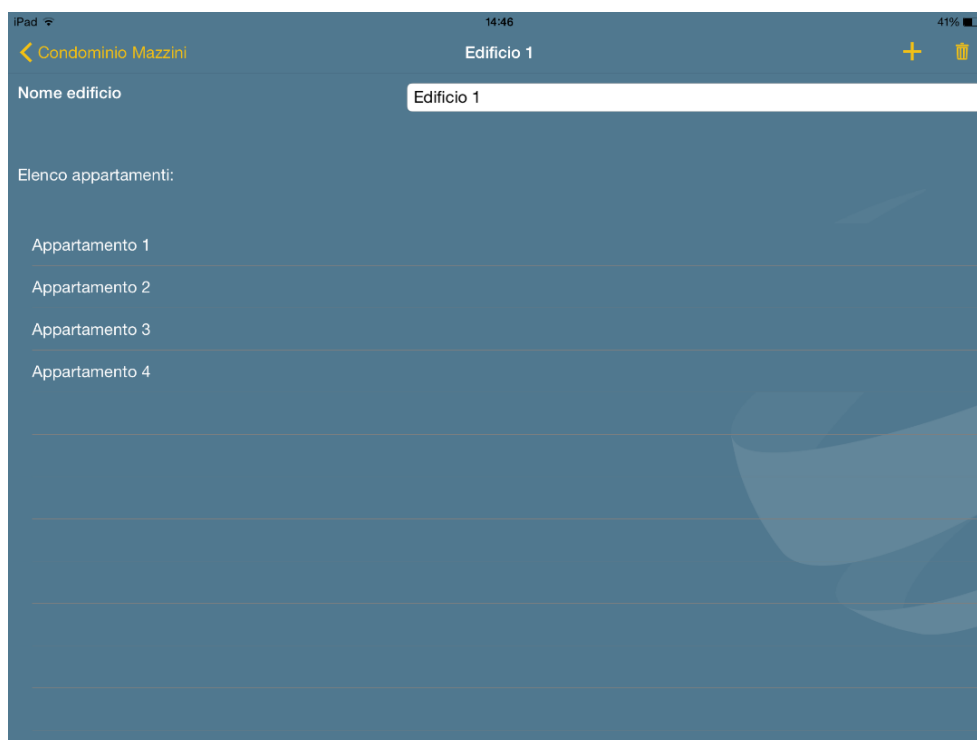 iPad 14:46 41%
Condominio Mazzini Edificio 1
Nome edificio Edificio 1
Elenco appartamenti:
Appartamento 1
Appartamento 2
Appartamento 3
Appartamento 4